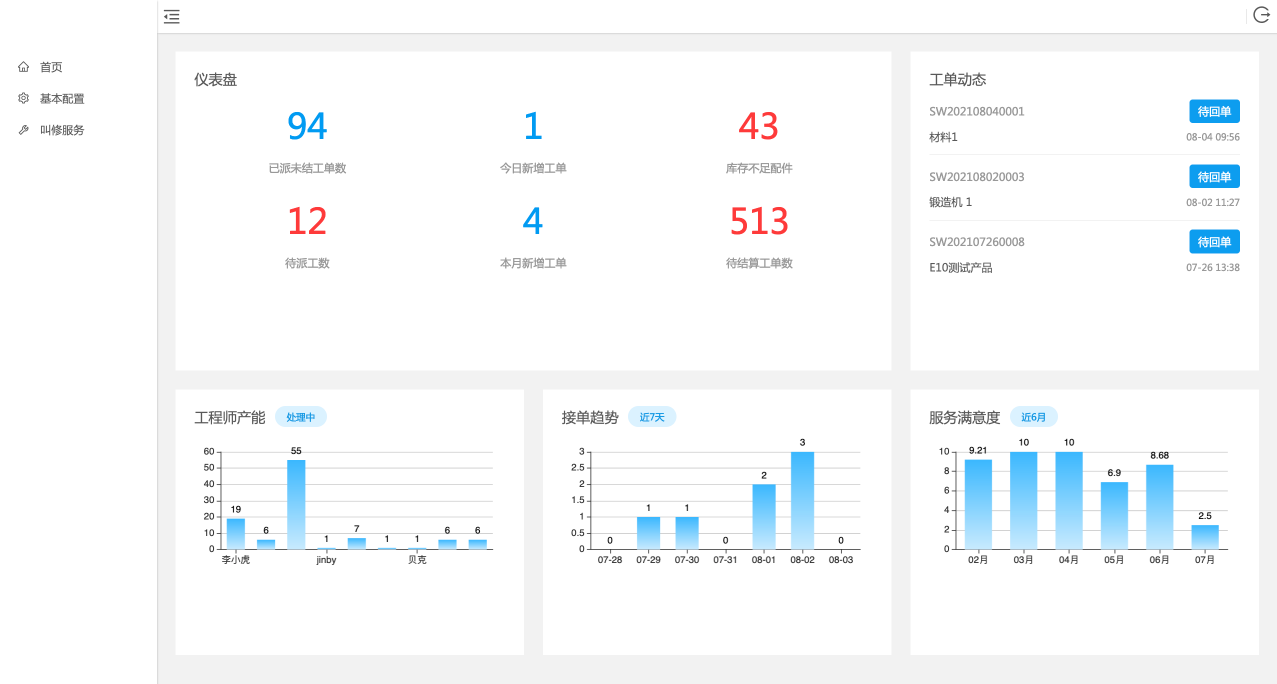 首页
基本配置
叫修服务
仪表盘
94
1
43
已派未结工单数
今日新增工单
库存不足配件
12
4
513
待派工数
本月新增工单
待结算工单数
工单动态
SW202108040001
待回单
材料1
08-04 09:56
SW202108020003
待回单
锻造机 1
08-02 11:27
SW202107260008
待回单
E10测试产品
07-26 13:38
工程师产能 处理中
60
50
40
30
20
10
0
19
6
55
1
7
1
1
6
6
李小虎
jinby
贝克
接单趋势 近7天
3
2.5
2
1.5
1
0.5
0
0
1
1
0
2
3
0
07-28
07-29
07-30
07-31
08-01
08-02
08-03
服务满意度 近6月
10
8
6
4
2
0
9.21
10
10
6.9
8.68
2.5
02月
03月
04月
05月
06月
07月